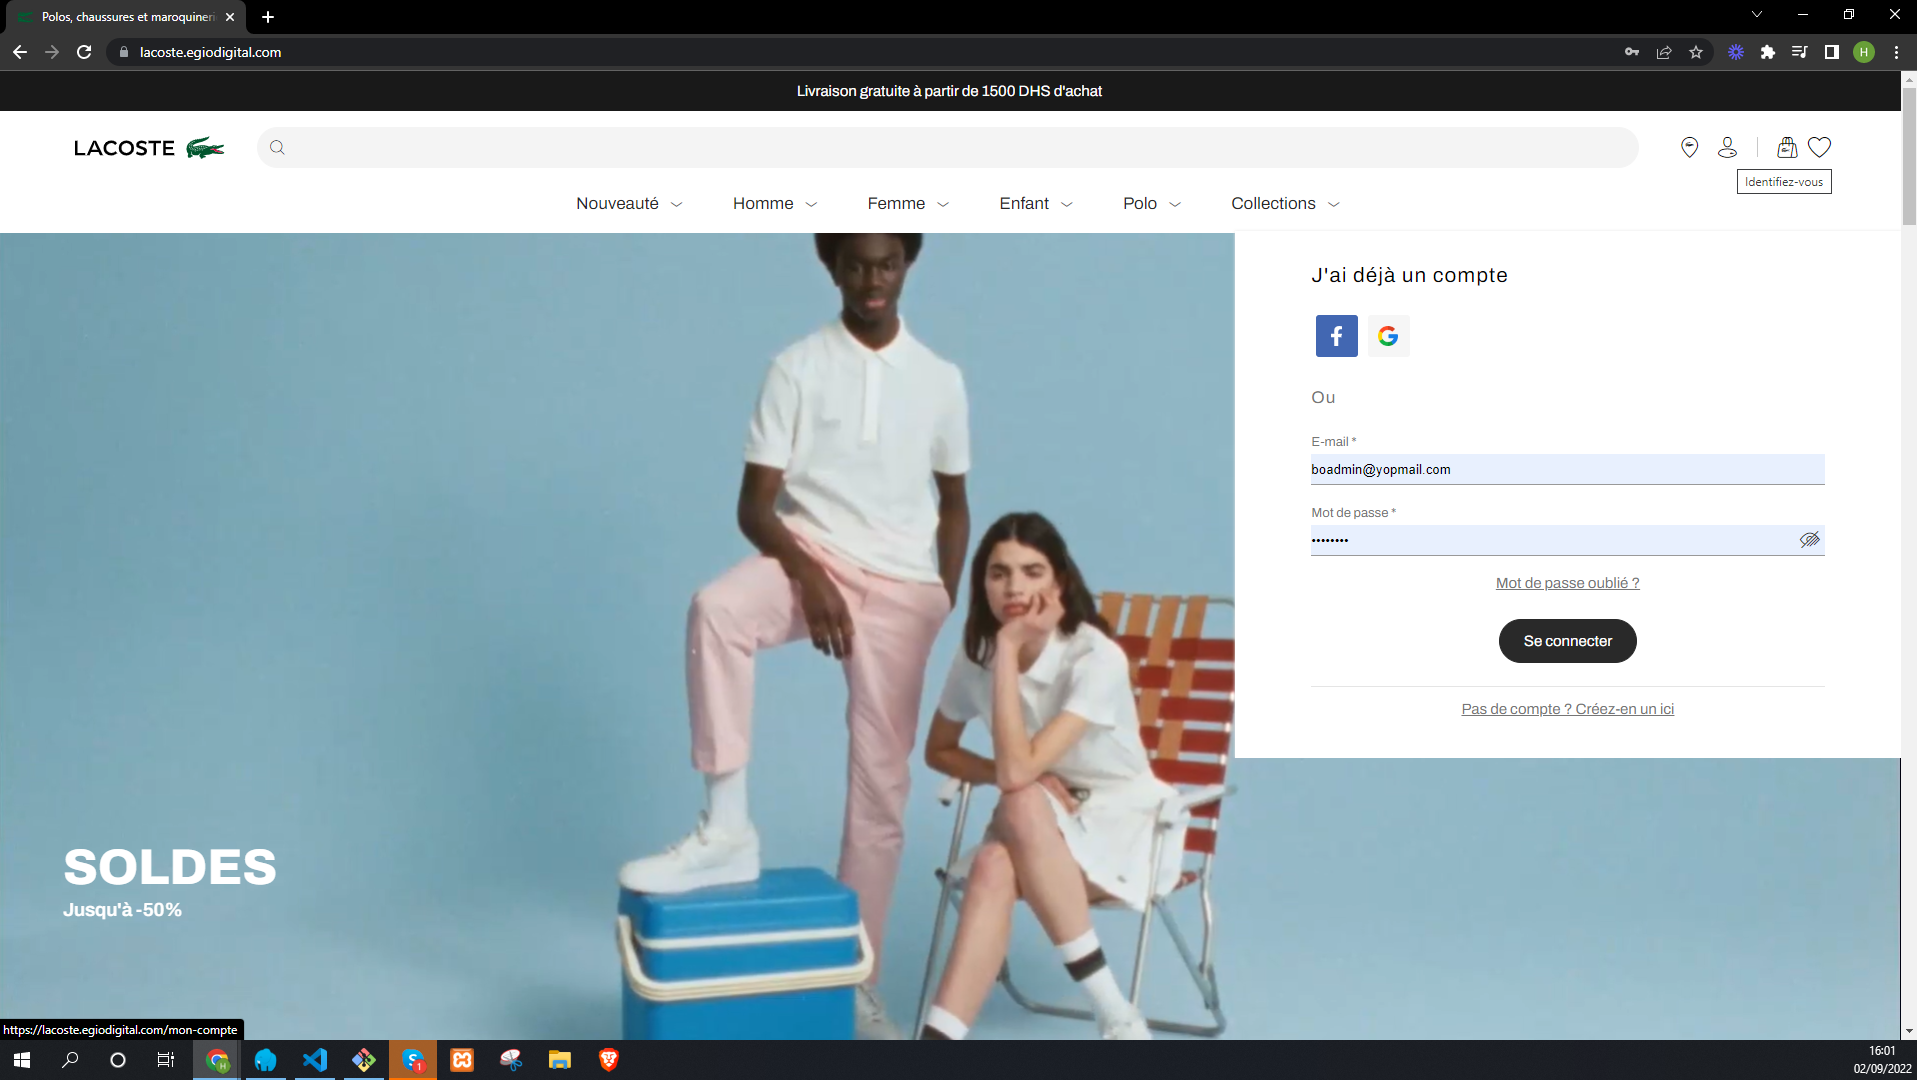 Polos, chaussures et maroquineri
lacoste.egiodigital.com
H
Livraison gratuite à partir de 1500 DHS d'achat
LACOSTE
Identifiez-vous
Nouveauté Homme Femme Enfant Polo Collections
J'ai déjà un compte
f G
Ou
E-mail *
boadmin@yopmail.com
Mot de passe *
••••••••
Mot de passe oublié ?
Se connecter
Pas de compte ? Créez-en un ici
SOLDES
Jusqu'à -50%
https://lacoste.egiodigital.com/mon-compte
H
S
1
16:01
02/09/2022